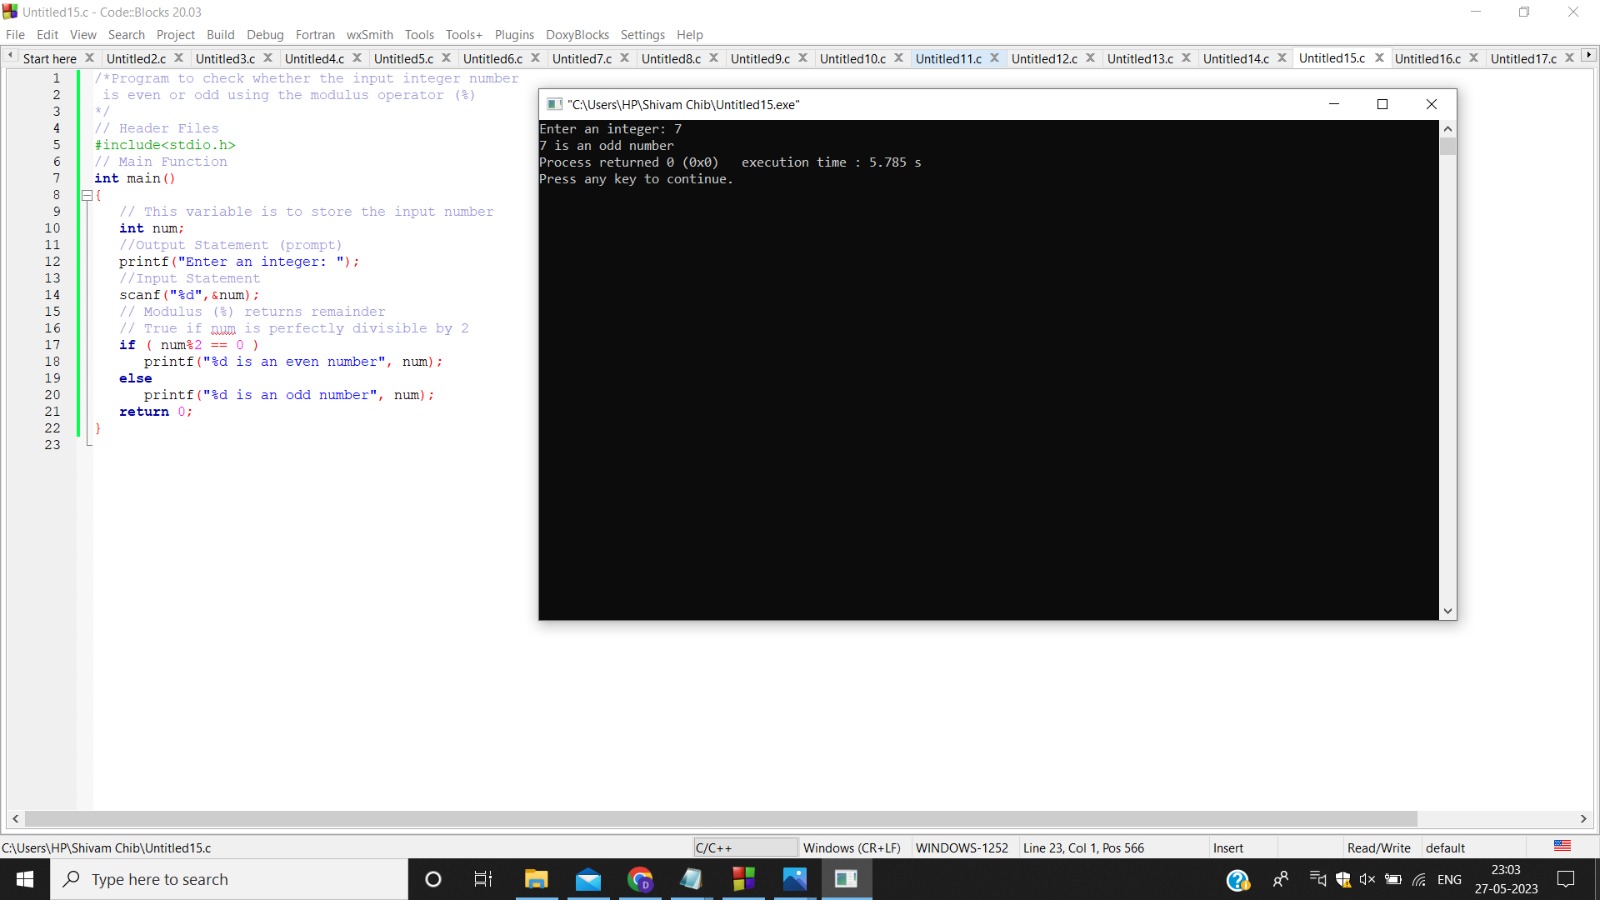 Untitled15.c - Code::Blocks 20.03
File Edit View Search Project Build Debug Fortran wxSmith Tools Tools+ Plugins DoxyBlocks Settings Help
Start here Untitled2.c Untitled3.c Untitled4.c Untitled5.c Untitled6.c Untitled7.c Untitled8.c Untitled9.c Untitled10.c Untitled11.c Untitled12.c Untitled13.c Untitled14.c Untitled15.c Untitled16.c Untitled17.c
1 /*Program to check whether the input integer number
2 is even or odd using the modulus operator (%)
3 */
4 // Header Files
5 #include<stdio.h>
6 // Main Function
7 int main()
8 {
9 // This variable is to store the input number
10 int num;
11 //Output Statement (prompt)
12 printf("Enter an integer: ");
13 //Input Statement
14 scanf("%d",&num);
15 // Modulus (%) returns remainder
16 // True if num is perfectly divisible by 2
17 if ( num%2 == 0 )
18 printf("%d is an even number", num);
19 else
20 printf("%d is an odd number", num);
21 return 0;
22 }
23
"C:\Users\HP\Shivam Chib\Untitled15.exe"
Enter an integer: 7
7 is an odd number
Process returned 0 (0x0)   execution time : 5.785 s
Press any key to continue.
C:\Users\HP\Shivam Chib\Untitled15.c C/C++ Windows (CR+LF) WINDOWS-1252 Line 23, Col 1, Pos 566 Insert Read/Write default
Type here to search
ENG
23:03
27-05-2023